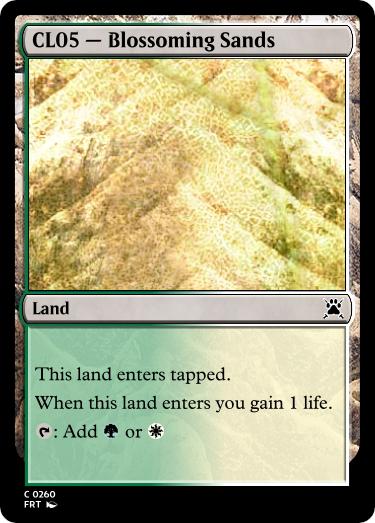 CL05 — Blossoming Sands
Land
This land enters tapped.
When this land enters you gain 1 life.
: Add or
C 0260
FRT